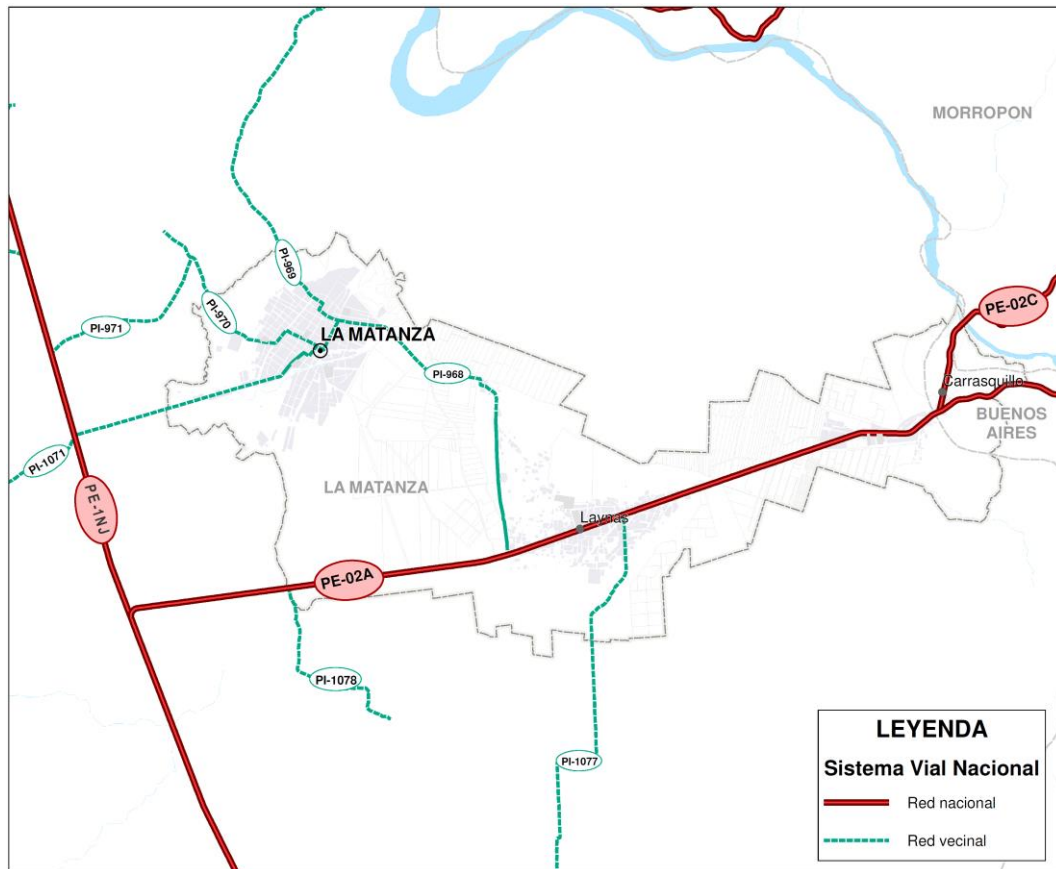 MORROPON
PI-969
PE-02C
PI-971
PI-970
LA MATANZA
PI-968
Carrasquillo
BUENOS
AIRES
PI-1071
LA MATANZA
PE-1NJ
Laynas
PE-02A
PI-1078
PI-1077
LEYENDA
Sistema Vial Nacional
Red nacional
Red vecinal